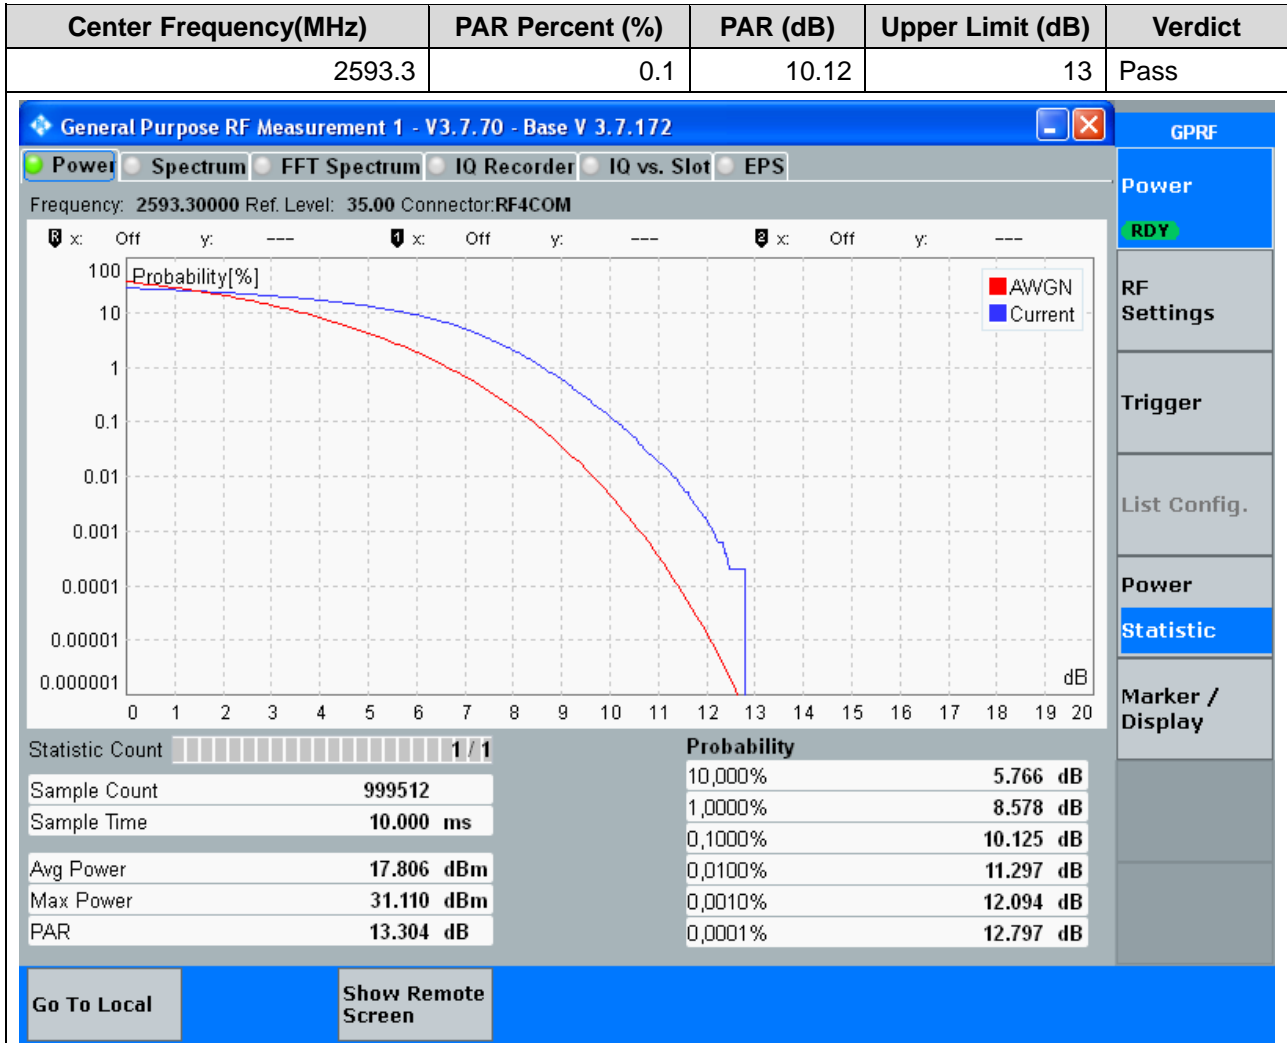 Center Frequency(MHz) PAR Percent (%) PAR (dB) Upper Limit (dB) Verdict
2593.3 0.1 10.12 13 Pass
General Purpose RF Measurement 1 - V3.7.70 - Base V 3.7.172
GPRF
Power Spectrum FFT Spectrum IQ Recorder IQ vs. Slot EPS
Frequency: 2593.30000 Ref. Level: 35.00 Connector:RF4COM
R x: Off y: --- 1 x: Off y: --- 2 x: Off y: ---
Probability[%]
100
10
1
0.1
0.01
0.001
0.0001
0.00001
0.000001
AWGN
Current
dB
0 1 2 3 4 5 6 7 8 9 10 11 12 13 14 15 16 17 18 19 20
Statistic Count 1 / 1
Sample Count 999512
Sample Time 10.000 ms
Avg Power 17.806 dBm
Max Power 31.110 dBm
PAR 13.304 dB
Probability
10,000% 5.766 dB
1,0000% 8.578 dB
0,1000% 10.125 dB
0,0100% 11.297 dB
0,0010% 12.094 dB
0,0001% 12.797 dB
Power
RDY
RF
Settings
Trigger
List Config.
Power
Statistic
Marker /
Display
Go To Local
Show Remote
Screen